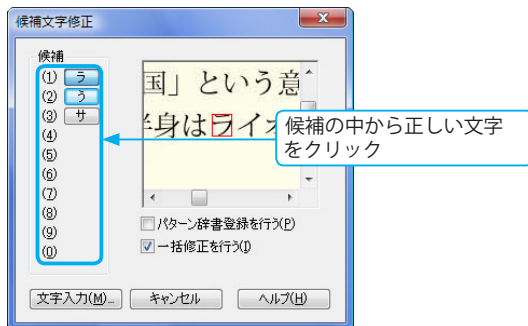 候補文字修正
候補
(1) ラ
(2) う
(3) サ
(4)
(5)
(6)
(7)
(8)
(9)
(0)
国」という意
半身はライオ
候補の中から正しい文字
をクリック
パターン辞書登録を行う(P)
一括修正を行う(I)
文字入力(M)...
キャンセル
ヘルプ(H)